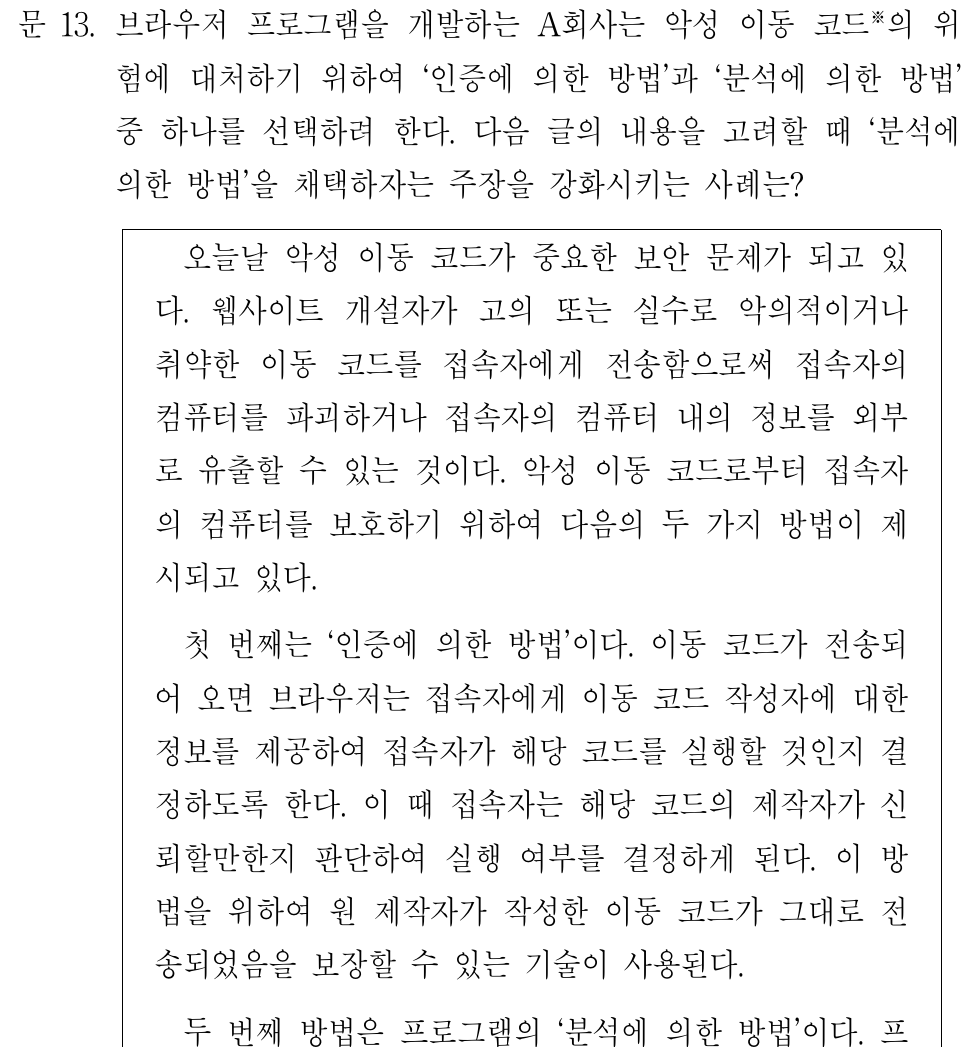 문 13. 브라우저 프로그램을 개발하는 A회사는 악성 이동 코드※의 위
험에 대처하기 위하여 ‘인증에 의한 방법’과 ‘분석에 의한 방법’
중 하나를 선택하려 한다. 다음 글의 내용을 고려할 때 ‘분석에
의한 방법’을 채택하자는 주장을 강화시키는 사례는?
오늘날 악성 이동 코드가 중요한 보안 문제가 되고 있
다. 웹사이트 개설자가 고의 또는 실수로 악의적이거나
취약한 이동 코드를 접속자에게 전송함으로써 접속자의
컴퓨터를 파괴하거나 접속자의 컴퓨터 내의 정보를 외부
로 유출할 수 있는 것이다. 악성 이동 코드로부터 접속자
의 컴퓨터를 보호하기 위하여 다음의 두 가지 방법이 제
시되고 있다.
첫 번째는 ‘인증에 의한 방법’이다. 이동 코드가 전송되
어 오면 브라우저는 접속자에게 이동 코드 작성자에 대한
정보를 제공하여 접속자가 해당 코드를 실행할 것인지 결
정하도록 한다. 이 때 접속자는 해당 코드의 제작자가 신
뢰할만한지 판단하여 실행 여부를 결정하게 된다. 이 방
법을 위하여 원 제작자가 작성한 이동 코드가 그대로 전
송되었음을 보장할 수 있는 기술이 사용된다.
두 번째 방법은 프로그램의 ‘분석에 의한 방법’이다. 프